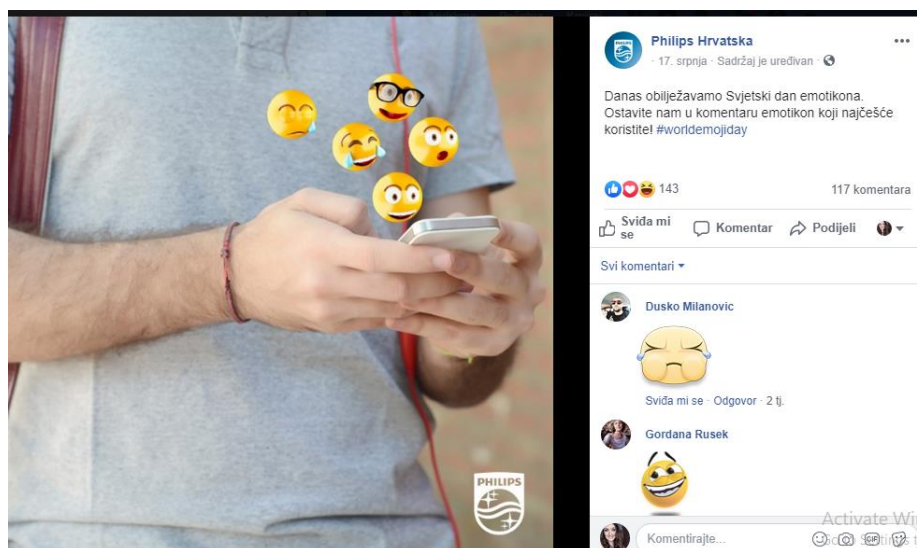 PHILIPS
PHILIPS
Philips Hrvatska
17. srpnja · Sadržaj je uređivan ·
Danas obilježavamo Svjetski dan emotikona.
Ostavite nam u komentaru emotikon koji najčešće
koristite! #worldemojiday
143
117 komentara
Sviđa mi se
Komentar
Podijeli
Svi komentari
Dusko Milanovic
Sviđa mi se · Odgovor · 2 tj.
Gordana Rusek
Activate Wi
Komentirajte...
GIF